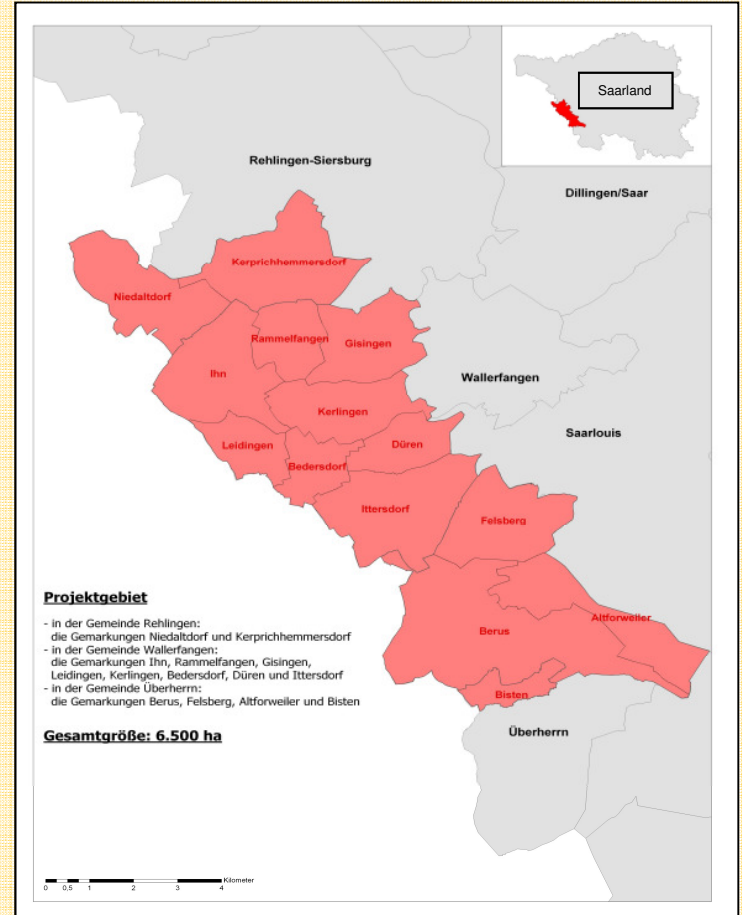 Saarland
Rehlingen-Siersburg
Dillingen/Saar
Kerprichhemmersdorf
Niedaltdorf
Rammelfangen
Gisingen
Ihn
Wallerfangen
Kerlingen
Saarlouis
Leidingen
Düren
Bedersdorf
Ittersdorf
Felsberg
Projektgebiet
- in der Gemeinde Rehlingen:
die Gemarkungen Niedaltdorf und Kerprichhemmersdorf
- in der Gemeinde Wallerfangen:
die Gemarkungen Ihn, Rammelfangen, Gisingen,
Leidingen, Kerlingen, Bedersdorf, Düren und Ittersdorf
- in der Gemeinde Überherrn:
die Gemarkungen Berus, Felsberg, Altforweiler und Bisten
Gesamtgröße: 6.500 ha
Altforweiler
Berus
Bisten
Überherrn
Kilometer
0 0,5 1 2 3 4